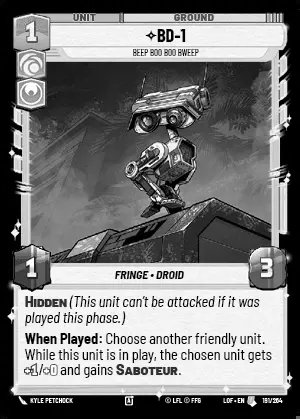 UNIT GROUND
1
✧BD-1
BEEP BOO BOO BWEEP
1
3
FRINGE • DROID
HIDDEN (This unit can't be attacked if it was
played this phase.)
When Played: Choose another friendly unit.
While this unit is in play, the chosen unit gets
+1/+0 and gains SABOTEUR.
KYLE PETCHOCK © LFL © FFG LOF • EN 191/264